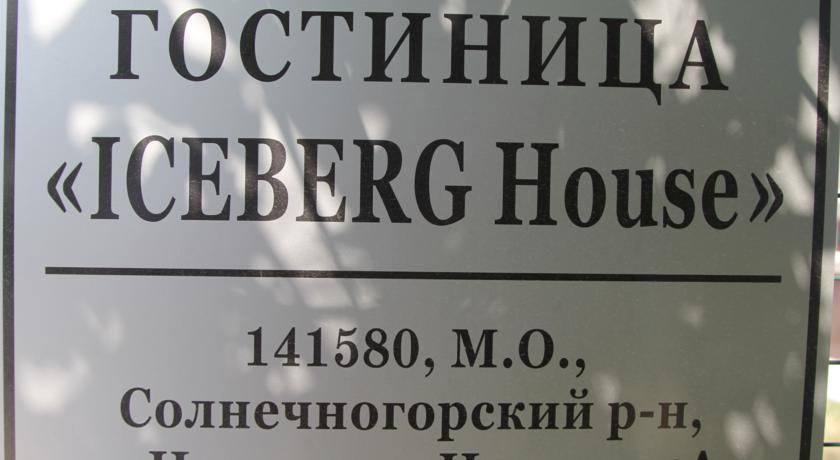 ГОСТИНИЦА
«ICEBERG House»
141580, М.О.,
Солнечногорский р-н,